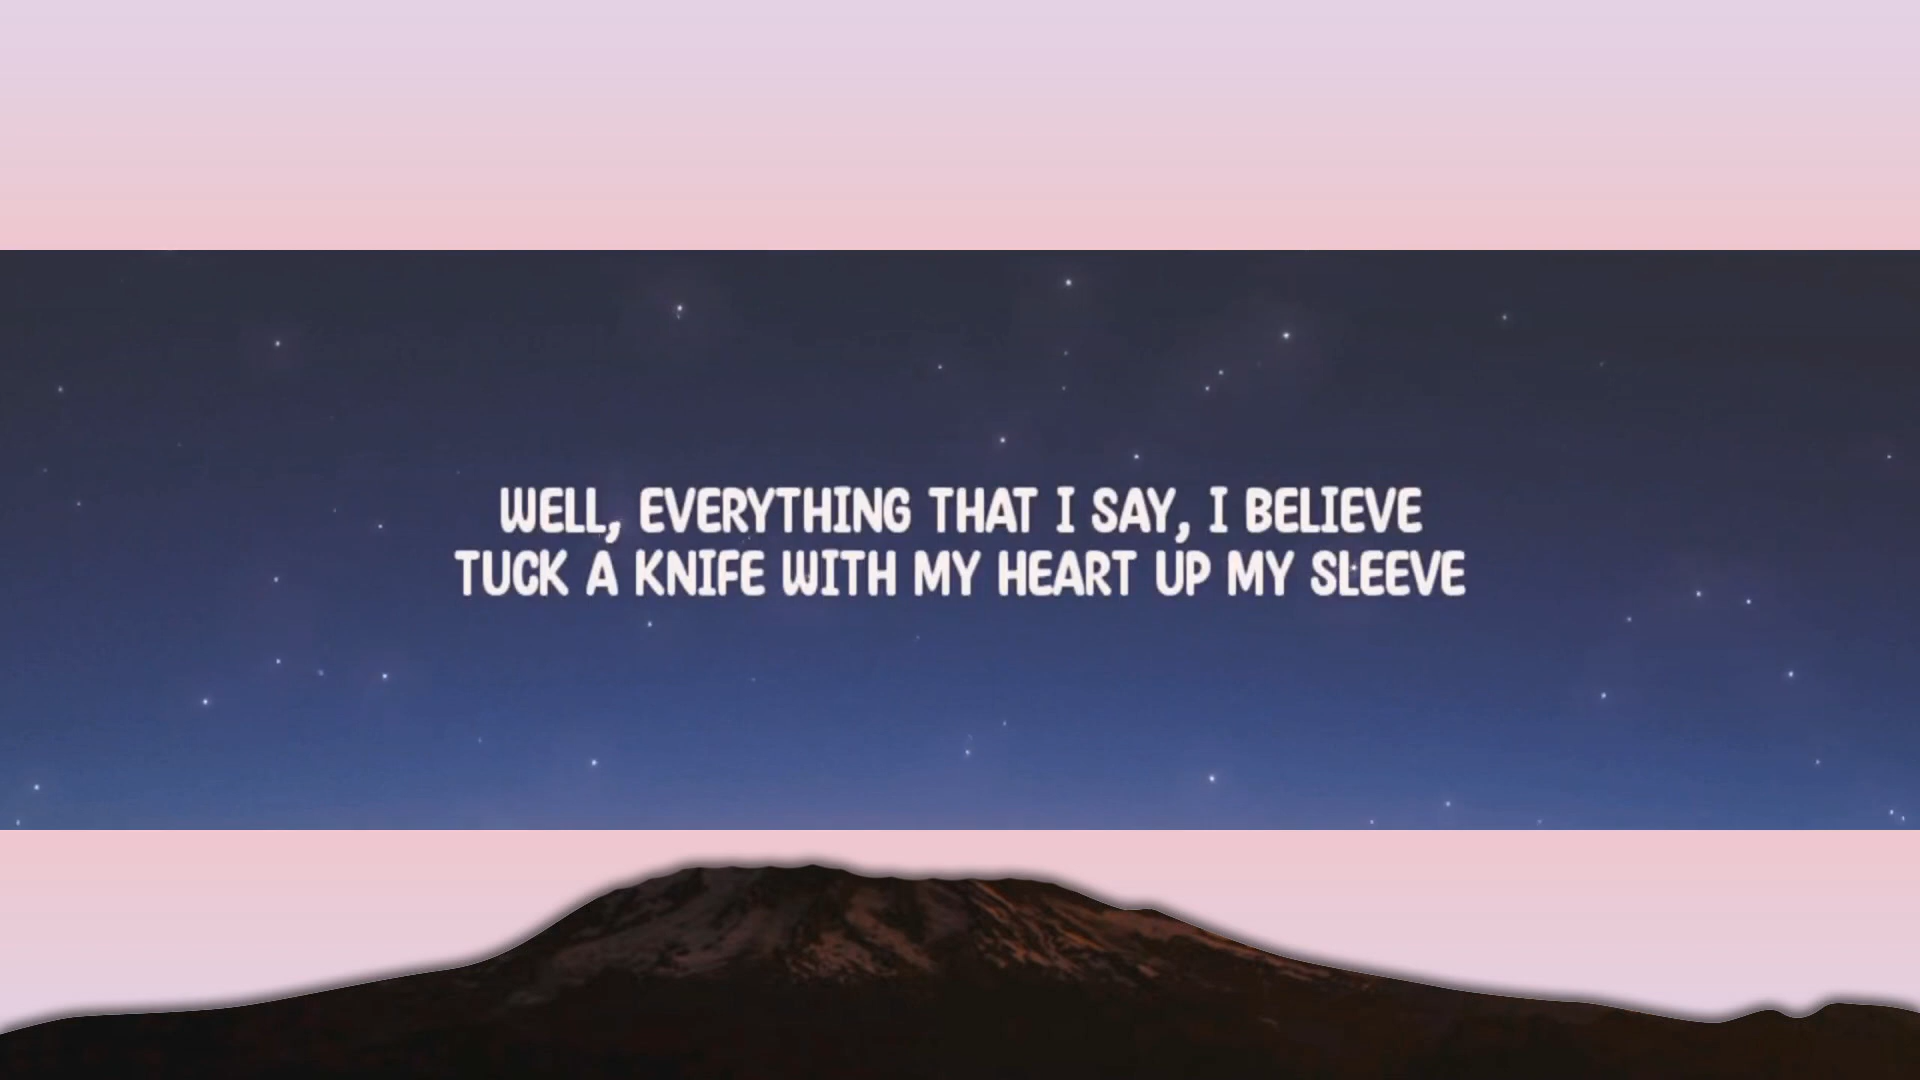 WELL, EVERYTHING THAT I SAY, I BELIEVE
TUCK A KNIFE WITH MY HEART UP MY SLEEVE